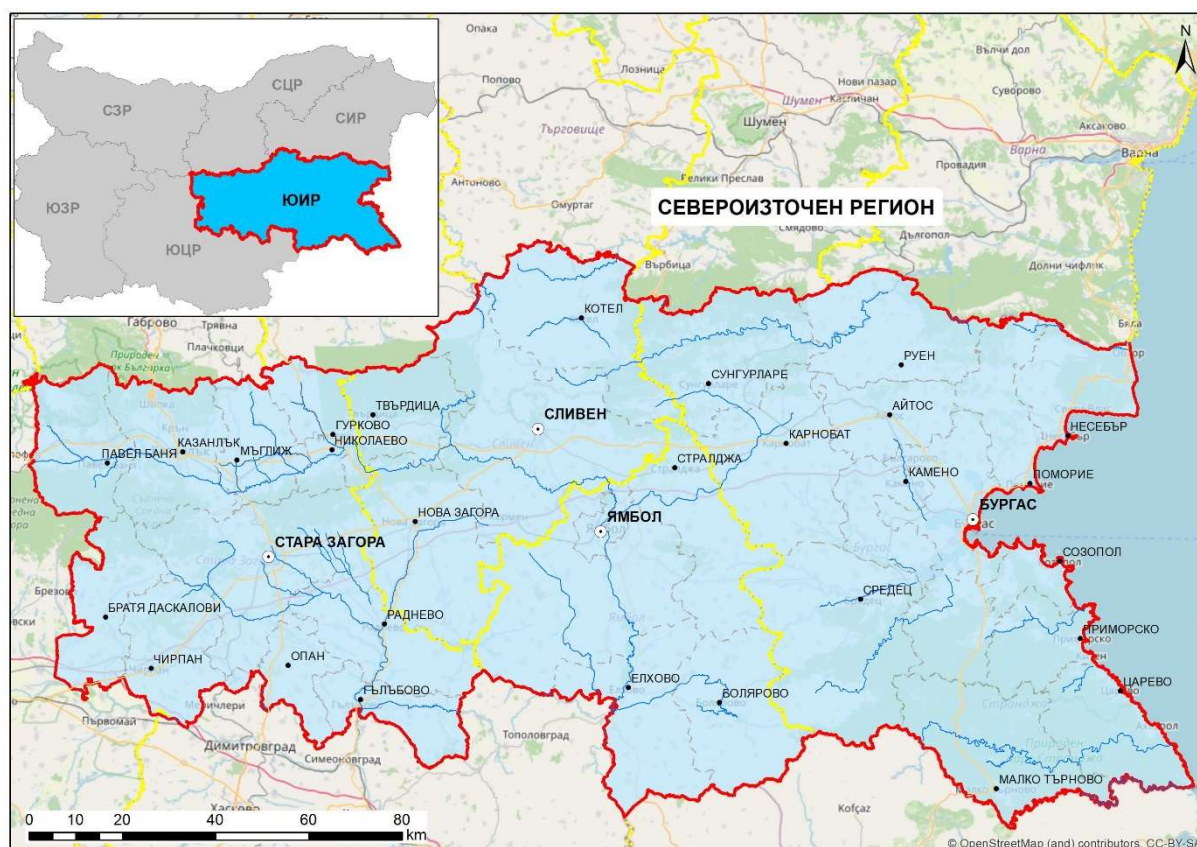 СЗР
СЦР
СИР
ЮЗР
ЮИР
ЮЦР
N
Опака
Попово
Лозница
Нови пазар
Каспичан
Вълчи дол
Суворово
Шумен
Шумен
Търговище
Аксаково
Варна
Варна
Провадия
Велики Преслав
Антоново
Омуртаг
СЕВЕРОИЗТОЧЕН РЕГИОН
Смядово
Дългопол
Върбица
Долни чифлик
Бяла
Габрово
Трявна
Плачковци
КОТЕЛ
РУЕН
СУНГУРЛАРЕ
ТВЪРДИЦА
АЙТОС
СЛИВЕН
ГУРКОВО
НЕСЕБЪР
КАЗАНЛЪК
НИКОЛАЕВО
КАРНОБАТ
ПАВЕЛ БАНЯ
МЪГЛИЖ
СТРАЛДЖА
КАМЕНО
ПОМОРИЕ
НОВА ЗАГОРА
ЯМБОЛ
БУРГАС
СТАРА ЗАГОРА
СОЗОПОЛ
СРЕДЕЦ
БРАТЯ ДАСКАЛОВИ
РАДНЕВО
ПРИМОРСКО
ЧИРПАН
ОПАН
ГЪЛЪБОВО
ЕЛХОВО
БОЛЯРОВО
ЦАРЕВО
Първомай
Меричлери
Димитровград
Симеоновград
Тополовград
МАЛКО ТЪРНОВО
Хасково
Kofçaz
0 10 20 40 60 80
km
© OpenStreetMap (and) contributors, CC-BY-SA